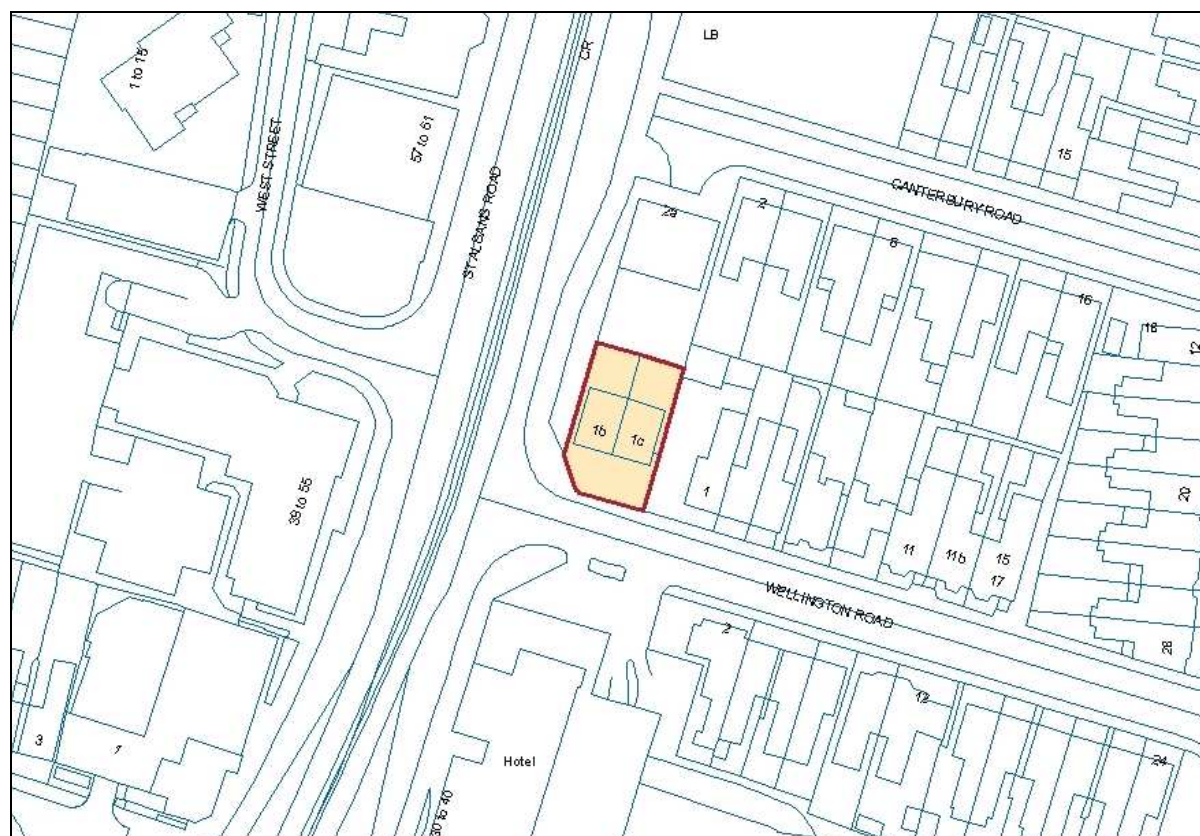 LB
CR
1 to 15
WEST STREET
57 to 61
ST ALBANS ROAD
15
CANTERBURY ROAD
2a
2
8
16
18
12
1b
1c
1
39 to 55
11
11b
15
17
20
28
WELLINGTON ROAD
2
12
24
3
1
Hotel
30 to 40